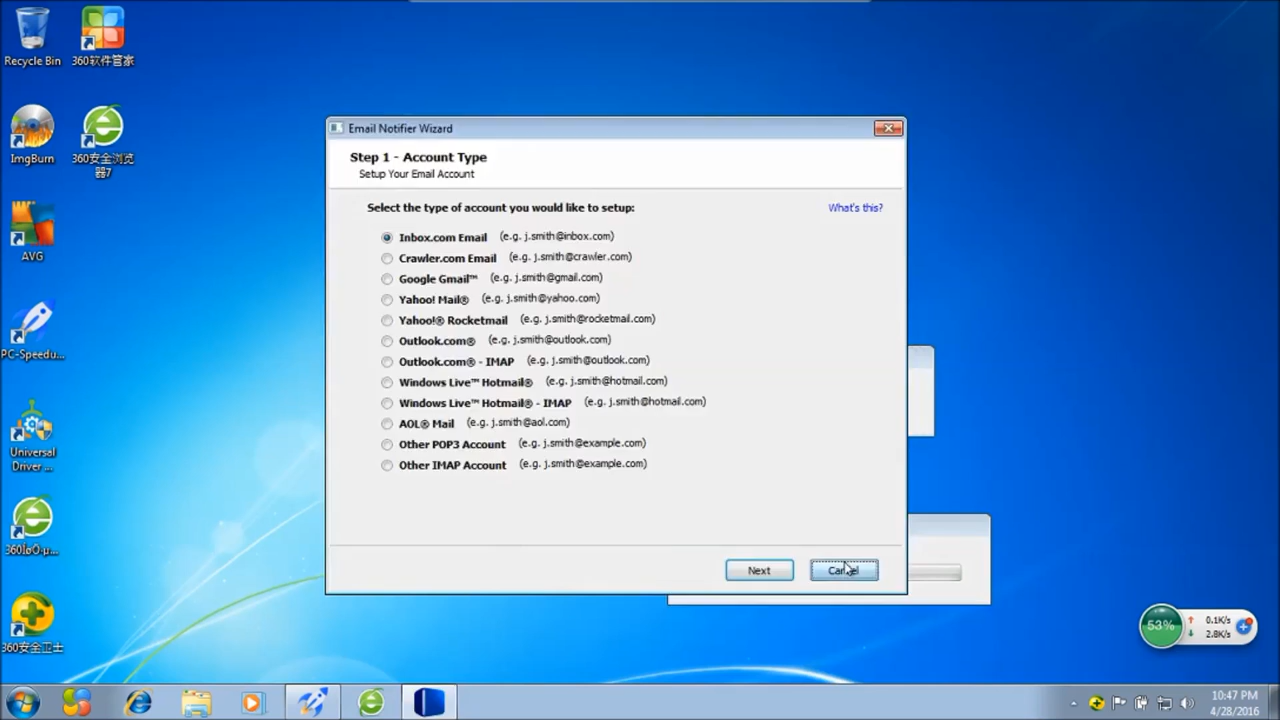 Recycle Bin
360软件管家
ImgBurn
360安全浏览
器7
AVG
PC-Speedu...
Universal
Driver ...
360安全卫士
Email Notifier Wizard
Step 1 - Account Type
Setup Your Email Account
Select the type of account you would like to setup:
What's this?
Inbox.com Email (e.g. j.smith@inbox.com)
Crawler.com Email (e.g. j.smith@crawler.com)
Google Gmail™ (e.g. j.smith@gmail.com)
Yahoo! Mail® (e.g. j.smith@yahoo.com)
Yahoo!® Rocketmail (e.g. j.smith@rocketmail.com)
Outlook.com® (e.g. j.smith@outlook.com)
Outlook.com® - IMAP (e.g. j.smith@outlook.com)
Windows Live™ Hotmail® (e.g. j.smith@hotmail.com)
Windows Live™ Hotmail® - IMAP (e.g. j.smith@hotmail.com)
AOL® Mail (e.g. j.smith@aol.com)
Other POP3 Account (e.g. j.smith@example.com)
Other IMAP Account (e.g. j.smith@example.com)
Next
Cancel
53%
0.1K/s
2.8K/s
10:47 PM
4/28/2016